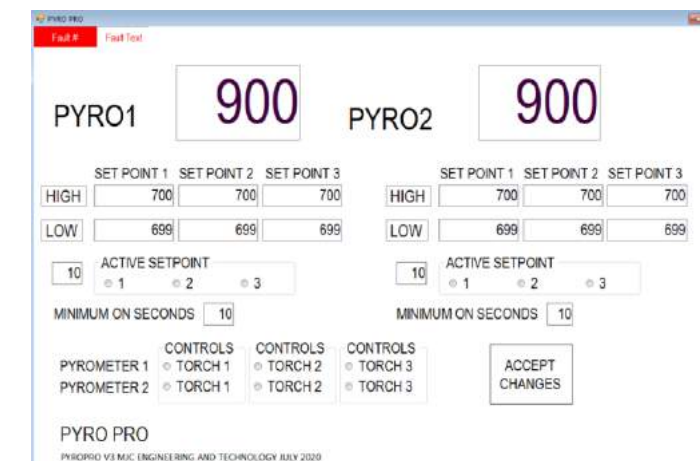 PYRO PRO
Fault # Fault Text
PYRO1 900 PYRO2 900
SET POINT 1 SET POINT 2 SET POINT 3 SET POINT 1 SET POINT 2 SET POINT 3
HIGH 700 700 700 HIGH 700 700 700
LOW 699 699 699 LOW 699 699 699
10 ACTIVE SETPOINT 10 ACTIVE SETPOINT
1 2 3 1 2 3
MINIMUM ON SECONDS 10 MINIMUM ON SECONDS 10
CONTROLS CONTROLS CONTROLS
PYROMETER 1 TORCH 1 TORCH 2 TORCH 3 ACCEPT
PYROMETER 2 TORCH 1 TORCH 2 TORCH 3 CHANGES
PYRO PRO
PYROPRO V3 MJC ENGINEERING AND TECHNOLOGY JULY 2020